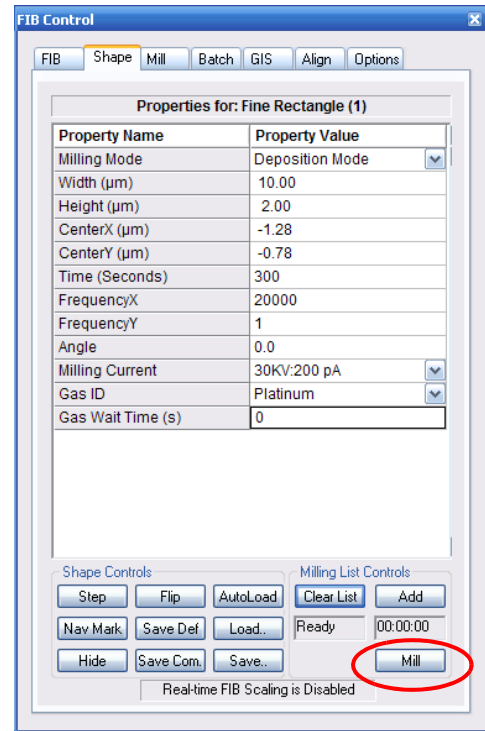 FIB Control
FIB Shape Mill Batch GIS Align Options
Properties for: Fine Rectangle (1)
Property Name Property Value
Milling Mode Deposition Mode
Width (µm) 10.00
Height (µm) 2.00
CenterX (µm) -1.28
CenterY (µm) -0.78
Time (Seconds) 300
FrequencyX 20000
FrequencyY 1
Angle 0.0
Milling Current 30KV:200 pA
Gas ID Platinum
Gas Wait Time (s) 0
Shape Controls Milling List Controls
Step Flip AutoLoad Clear List Add
Nav Mark Save Def Load.. Ready 00:00:00
Hide Save Com. Save.. Mill
Real-time FIB Scaling is Disabled